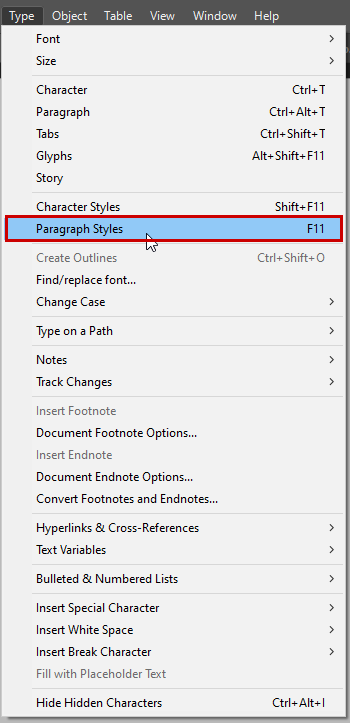 Type Object Table View Window Help
Font
Size
Character Ctrl+T
Paragraph Ctrl+Alt+T
Tabs Ctrl+Shift+T
Glyphs Alt+Shift+F11
Story
Character Styles Shift+F11
Paragraph Styles F11
Create Outlines Ctrl+Shift+O
Find/replace font...
Change Case
Type on a Path
Notes
Track Changes
Insert Footnote
Document Footnote Options...
Insert Endnote
Document Endnote Options...
Convert Footnotes and Endnotes...
Hyperlinks & Cross-References
Text Variables
Bulleted & Numbered Lists
Insert Special Character
Insert White Space
Insert Break Character
Fill with Placeholder Text
Hide Hidden Characters Ctrl+Alt+I